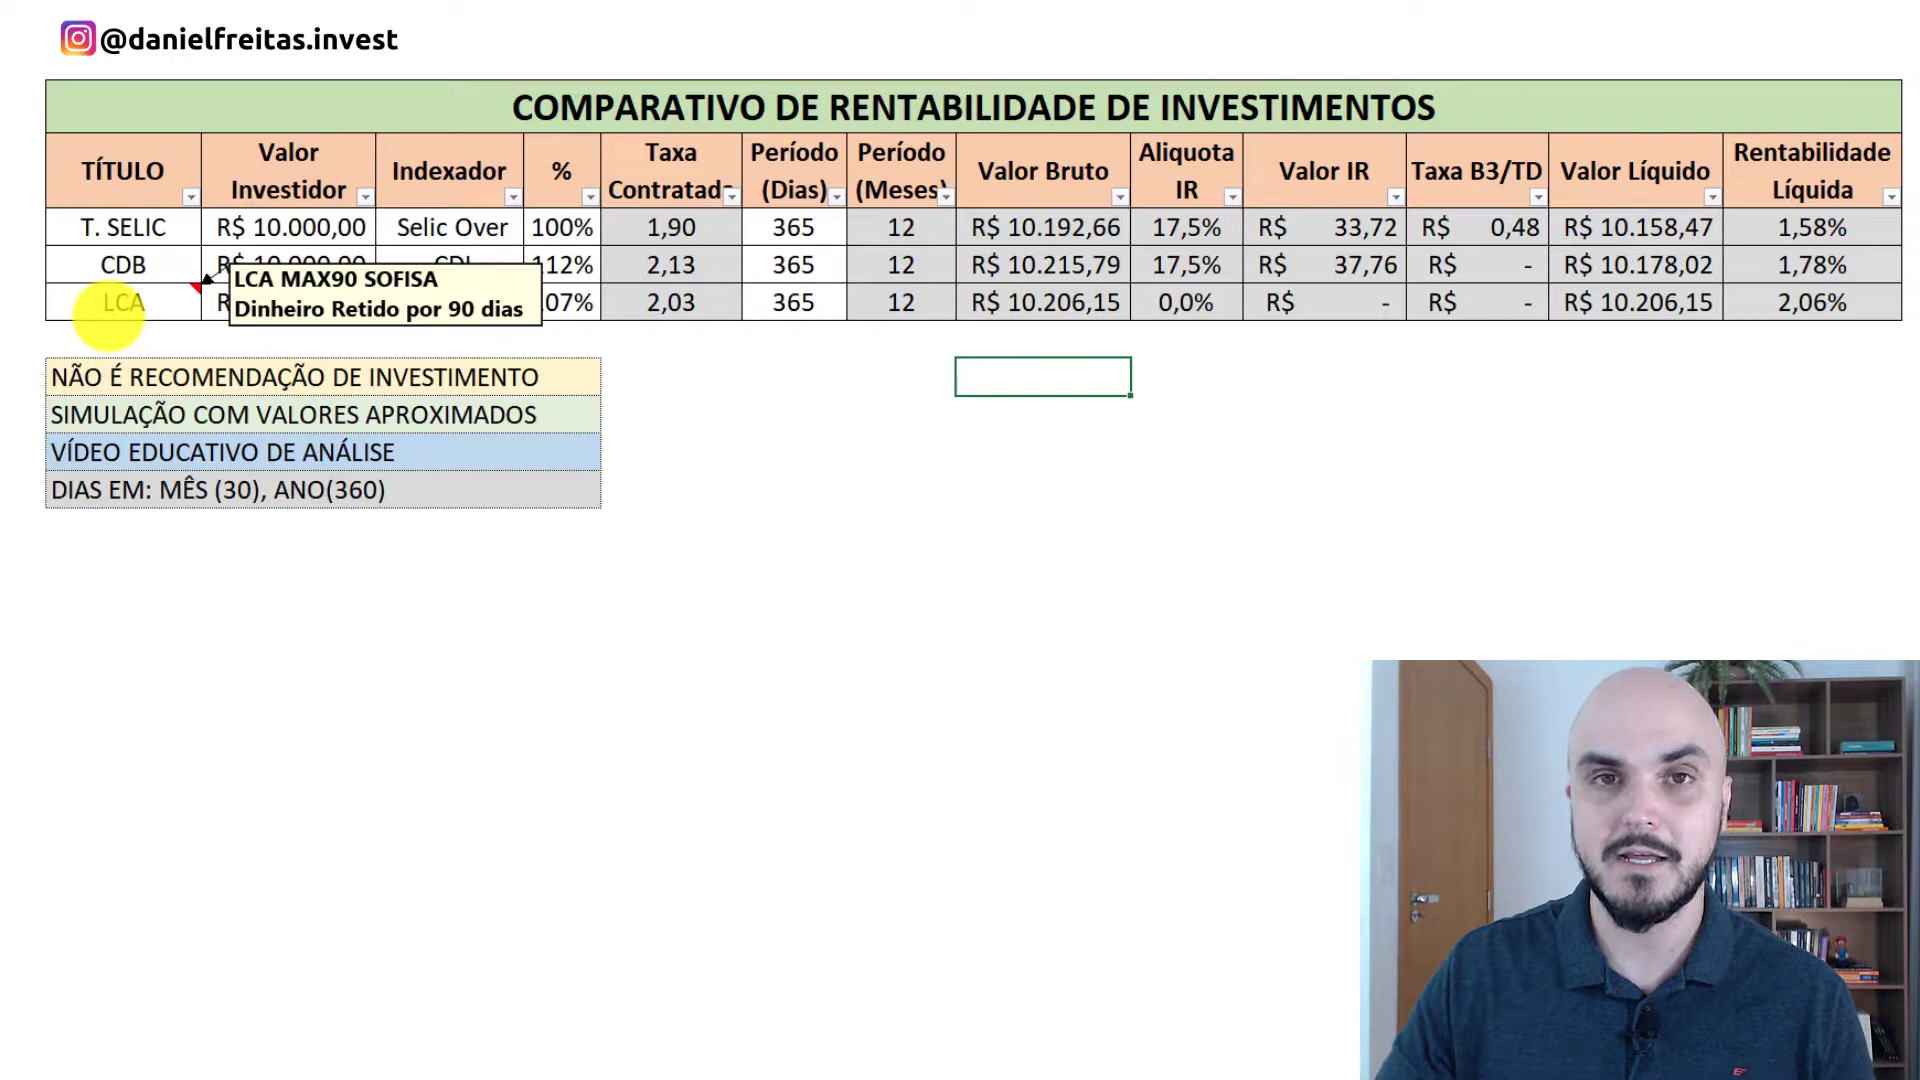 @danielfreitas.invest
COMPARATIVO DE RENTABILIDADE DE INVESTIMENTOS
TÍTULO Valor Investidor Indexador % Taxa Contratada Período (Dias) Período (Meses) Valor Bruto Aliquota IR Valor IR Taxa B3/TD Valor Líquido Rentabilidade Líquida
T. SELIC R$ 10.000,00 Selic Over 100% 1,90 365 12 R$ 10.192,66 17,5% R$ 33,72 R$ 0,48 R$ 10.158,47 1,58%
CDB R$ 10.000,00 CDI 112% 2,13 365 12 R$ 10.215,79 17,5% R$ 37,76 R$ - R$ 10.178,02 1,78%
LCA 07% 2,03 365 12 R$ 10.206,15 0,0% R$ - R$ - R$ 10.206,15 2,06%
LCA MAX90 SOFISA
Dinheiro Retido por 90 dias
NÃO É RECOMENDAÇÃO DE INVESTIMENTO
SIMULAÇÃO COM VALORES APROXIMADOS
VÍDEO EDUCATIVO DE ANÁLISE
DIAS EM: MÊS (30), ANO(360)